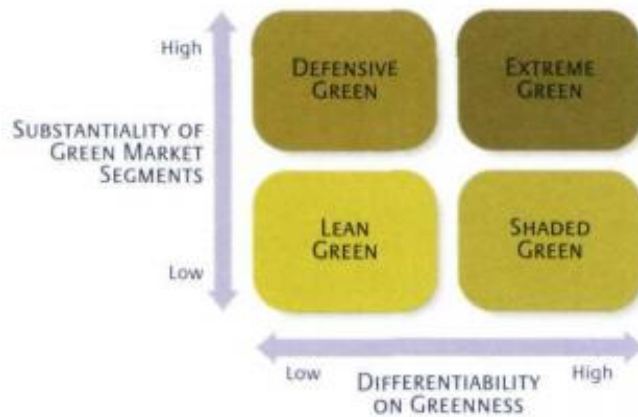 High
DEFENSIVE
GREEN
EXTREME
GREEN
SUBSTANTIALITY OF
GREEN MARKET
SEGMENTS
LEAN
GREEN
SHADED
GREEN
Low
Low
High
DIFFERENTIABILITY
ON GREENNESS